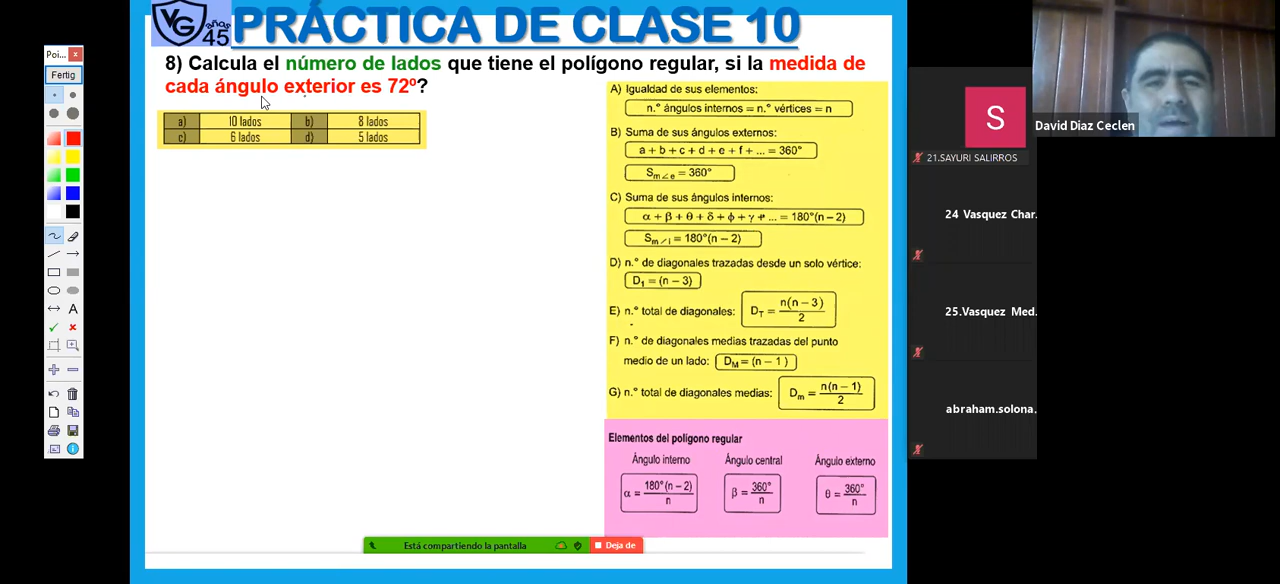 VG
años
45
PRÁCTICA DE CLASE 10
8) Calcula el número de lados que tiene el polígono regular, si la medida de
cada ángulo exterior es 72º?
a) 10 lados b) 8 lados
c) 6 lados d) 5 lados
A) Igualdad de sus elementos:
n.° ángulos internos = n.° vértices = n
B) Suma de sus ángulos externos:
a + b + c + d + e + f + ... = 360°
Sm∠e = 360°
C) Suma de sus ángulos internos:
α + β + θ + δ + ϕ + γ + ... = 180°(n – 2)
Sm∠i = 180°(n – 2)
D) n.° de diagonales trazadas desde un solo vértice:
D1 = (n – 3)
E) n.° total de diagonales: DT = n(n – 3) / 2
F) n.° de diagonales medias trazadas del punto
medio de un lado: DM = (n – 1 )
G) n.° total de diagonales medias: Dm = n(n – 1) / 2
Elementos del polígono regular
Ángulo interno Ángulo central Ángulo externo
α = 180°(n – 2) / n β = 360° / n θ = 360° / n
Poi...
Fertig
A
Está compartiendo la pantalla
Deja de
S
21.SAYURI SALIRROS
David Diaz Ceclen
24 Vasquez Char.
25.Vasquez Med.
abraham.solona.